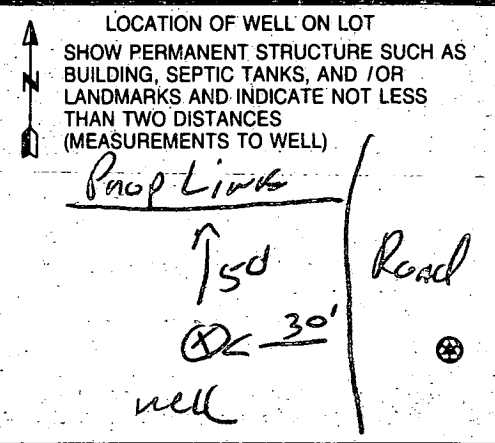 LOCATION OF WELL ON LOT
SHOW PERMANENT STRUCTURE SUCH AS
BUILDING, SEPTIC TANKS, AND /OR
LANDMARKS AND INDICATE NOT LESS
THAN TWO DISTANCES
(MEASUREMENTS TO WELL)
N
Prop Line
50'
Road
30'
well